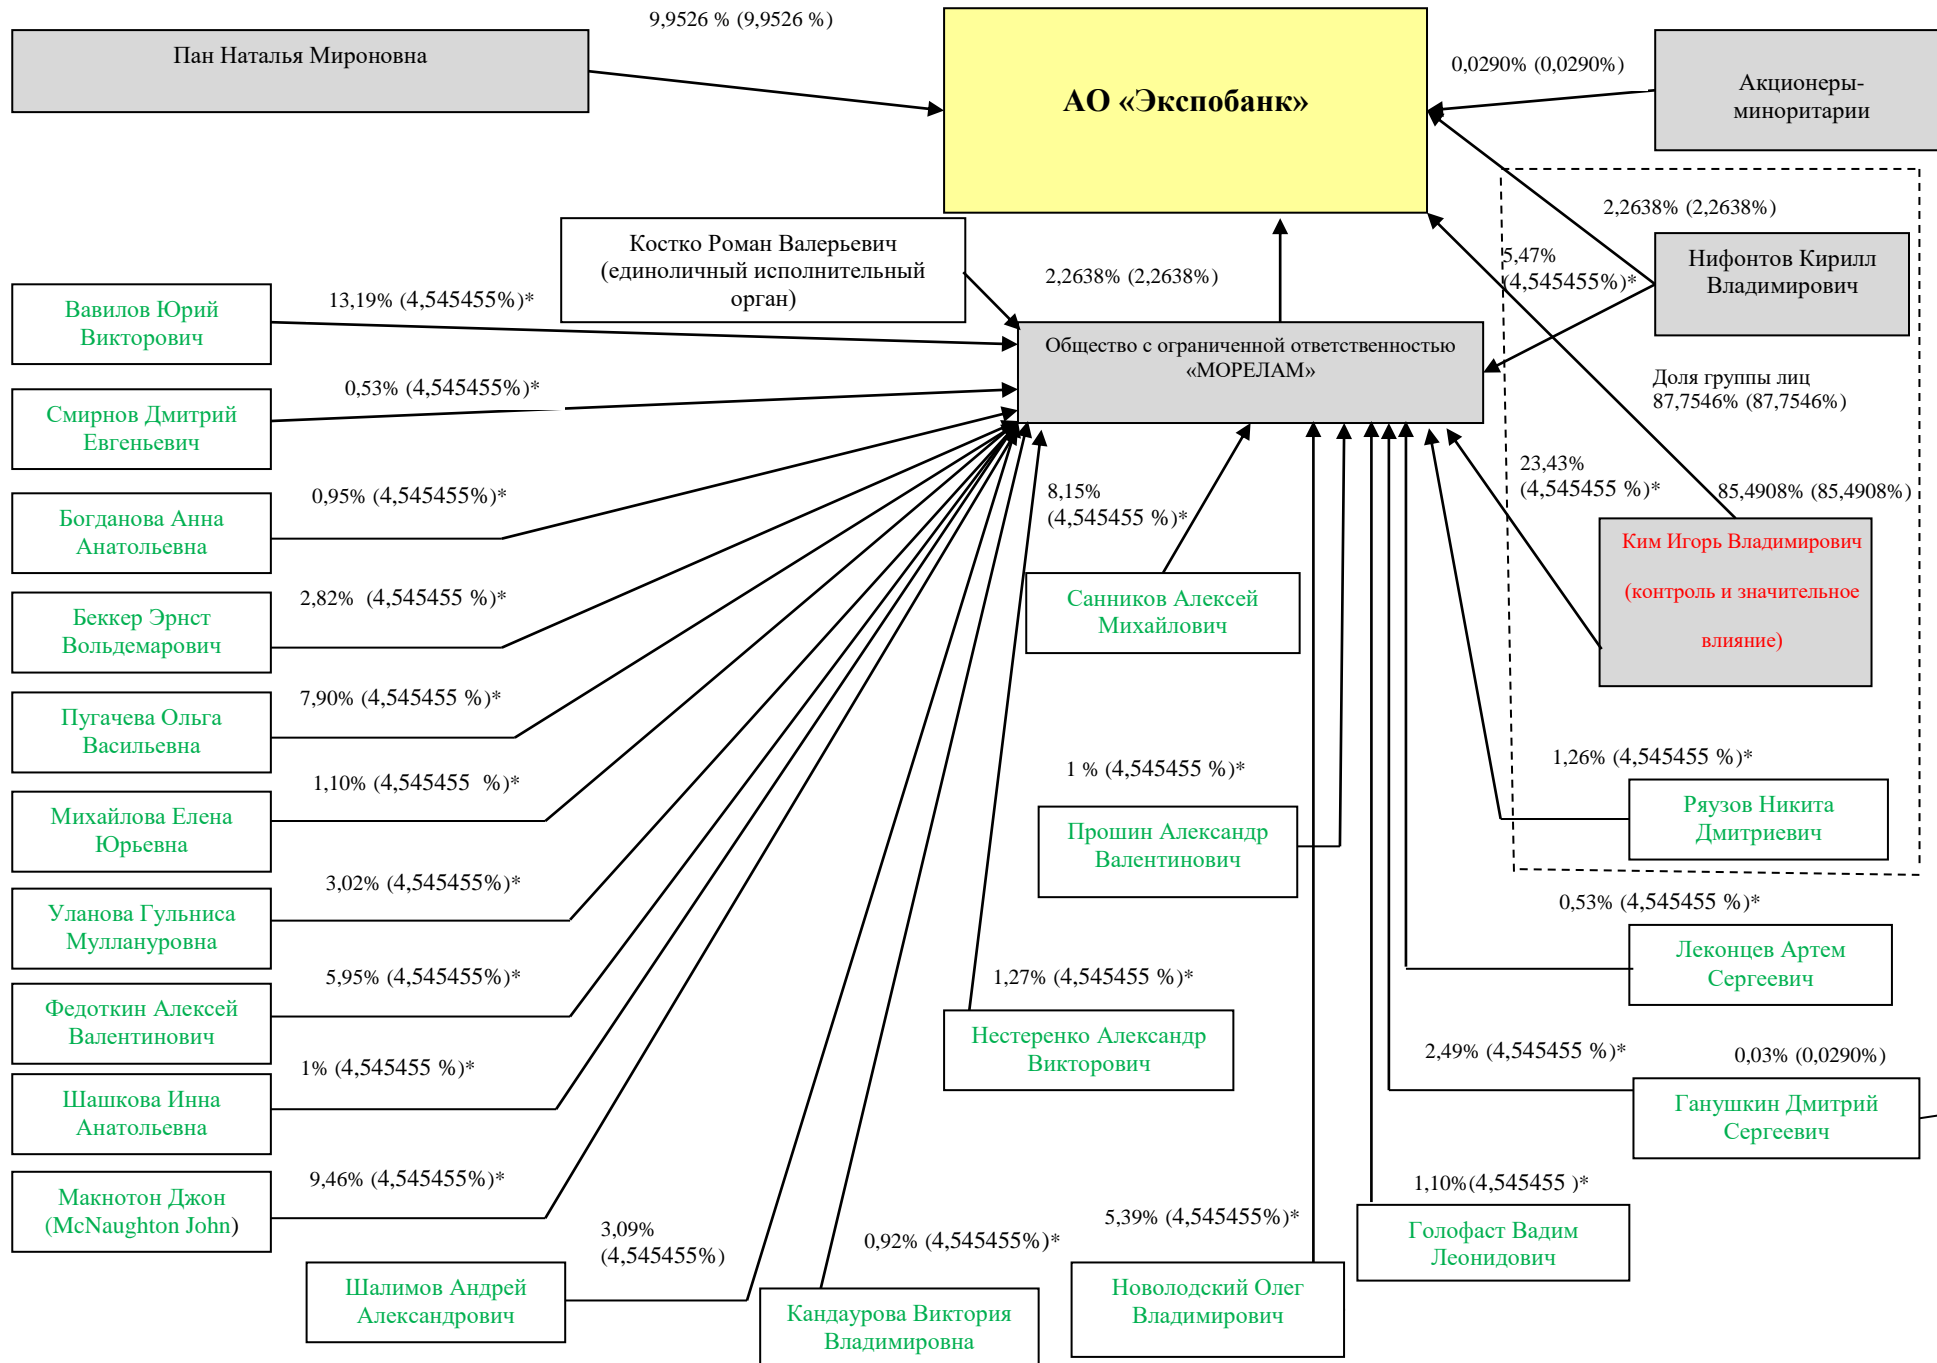 9,9526 % (9,9526 %)
Пан Наталья Мироновна
АО «Экспобанк»
0,0290% (0,0290%)
Акционеры-
миноритарии
2,2638% (2,2638%)
Нифонтов Кирилл
Владимирович
5,47%
(4,545455%)*
Костко Роман Валерьевич
(единоличный исполнительный
орган)
2,2638% (2,2638%)
Общество с ограниченной ответственностью
«МОРЕЛАМ»
Доля группы лиц
87,7546% (87,7546%)
Вавилов Юрий
Викторович
13,19% (4,545455%)*
Смирнов Дмитрий
Евгеньевич
0,53% (4,545455%)*
Богданова Анна
Анатольевна
0,95% (4,545455%)*
Беккер Эрнст
Вольдемарович
2,82%  (4,545455 %)*
Пугачева Ольга
Васильевна
7,90% (4,545455 %)*
Михайлова Елена
Юрьевна
1,10% (4,545455  %)*
Уланова Гульниса
Муллануровна
3,02% (4,545455%)*
Федоткин Алексей
Валентинович
5,95% (4,545455%)*
Шашкова Инна
Анатольевна
1% (4,545455 %)*
Макнотон Джон
(McNaughton John)
9,46% (4,545455%)*
8,15%
(4,545455 %)*
Санников Алексей
Михайлович
23,43%
(4,545455 %)*
85,4908% (85,4908%)
Ким Игорь Владимирович
(контроль и значительное
влияние)
1 % (4,545455 %)*
Прошин Александр
Валентинович
1,26% (4,545455 %)*
Ряузов Никита
Дмитриевич
0,53% (4,545455 %)*
Леконцев Артем
Сергеевич
1,27% (4,545455 %)*
Нестеренко Александр
Викторович
2,49% (4,545455 %)*
0,03% (0,0290%)
Ганушкин Дмитрий
Сергеевич
1,10%(4,545455 )*
Голофаст Вадим
Леонидович
3,09%
(4,545455%)
Шалимов Андрей
Александрович
0,92% (4,545455%)*
Кандаурова Виктория
Владимировна
5,39% (4,545455%)*
Новолодский Олег
Владимирович